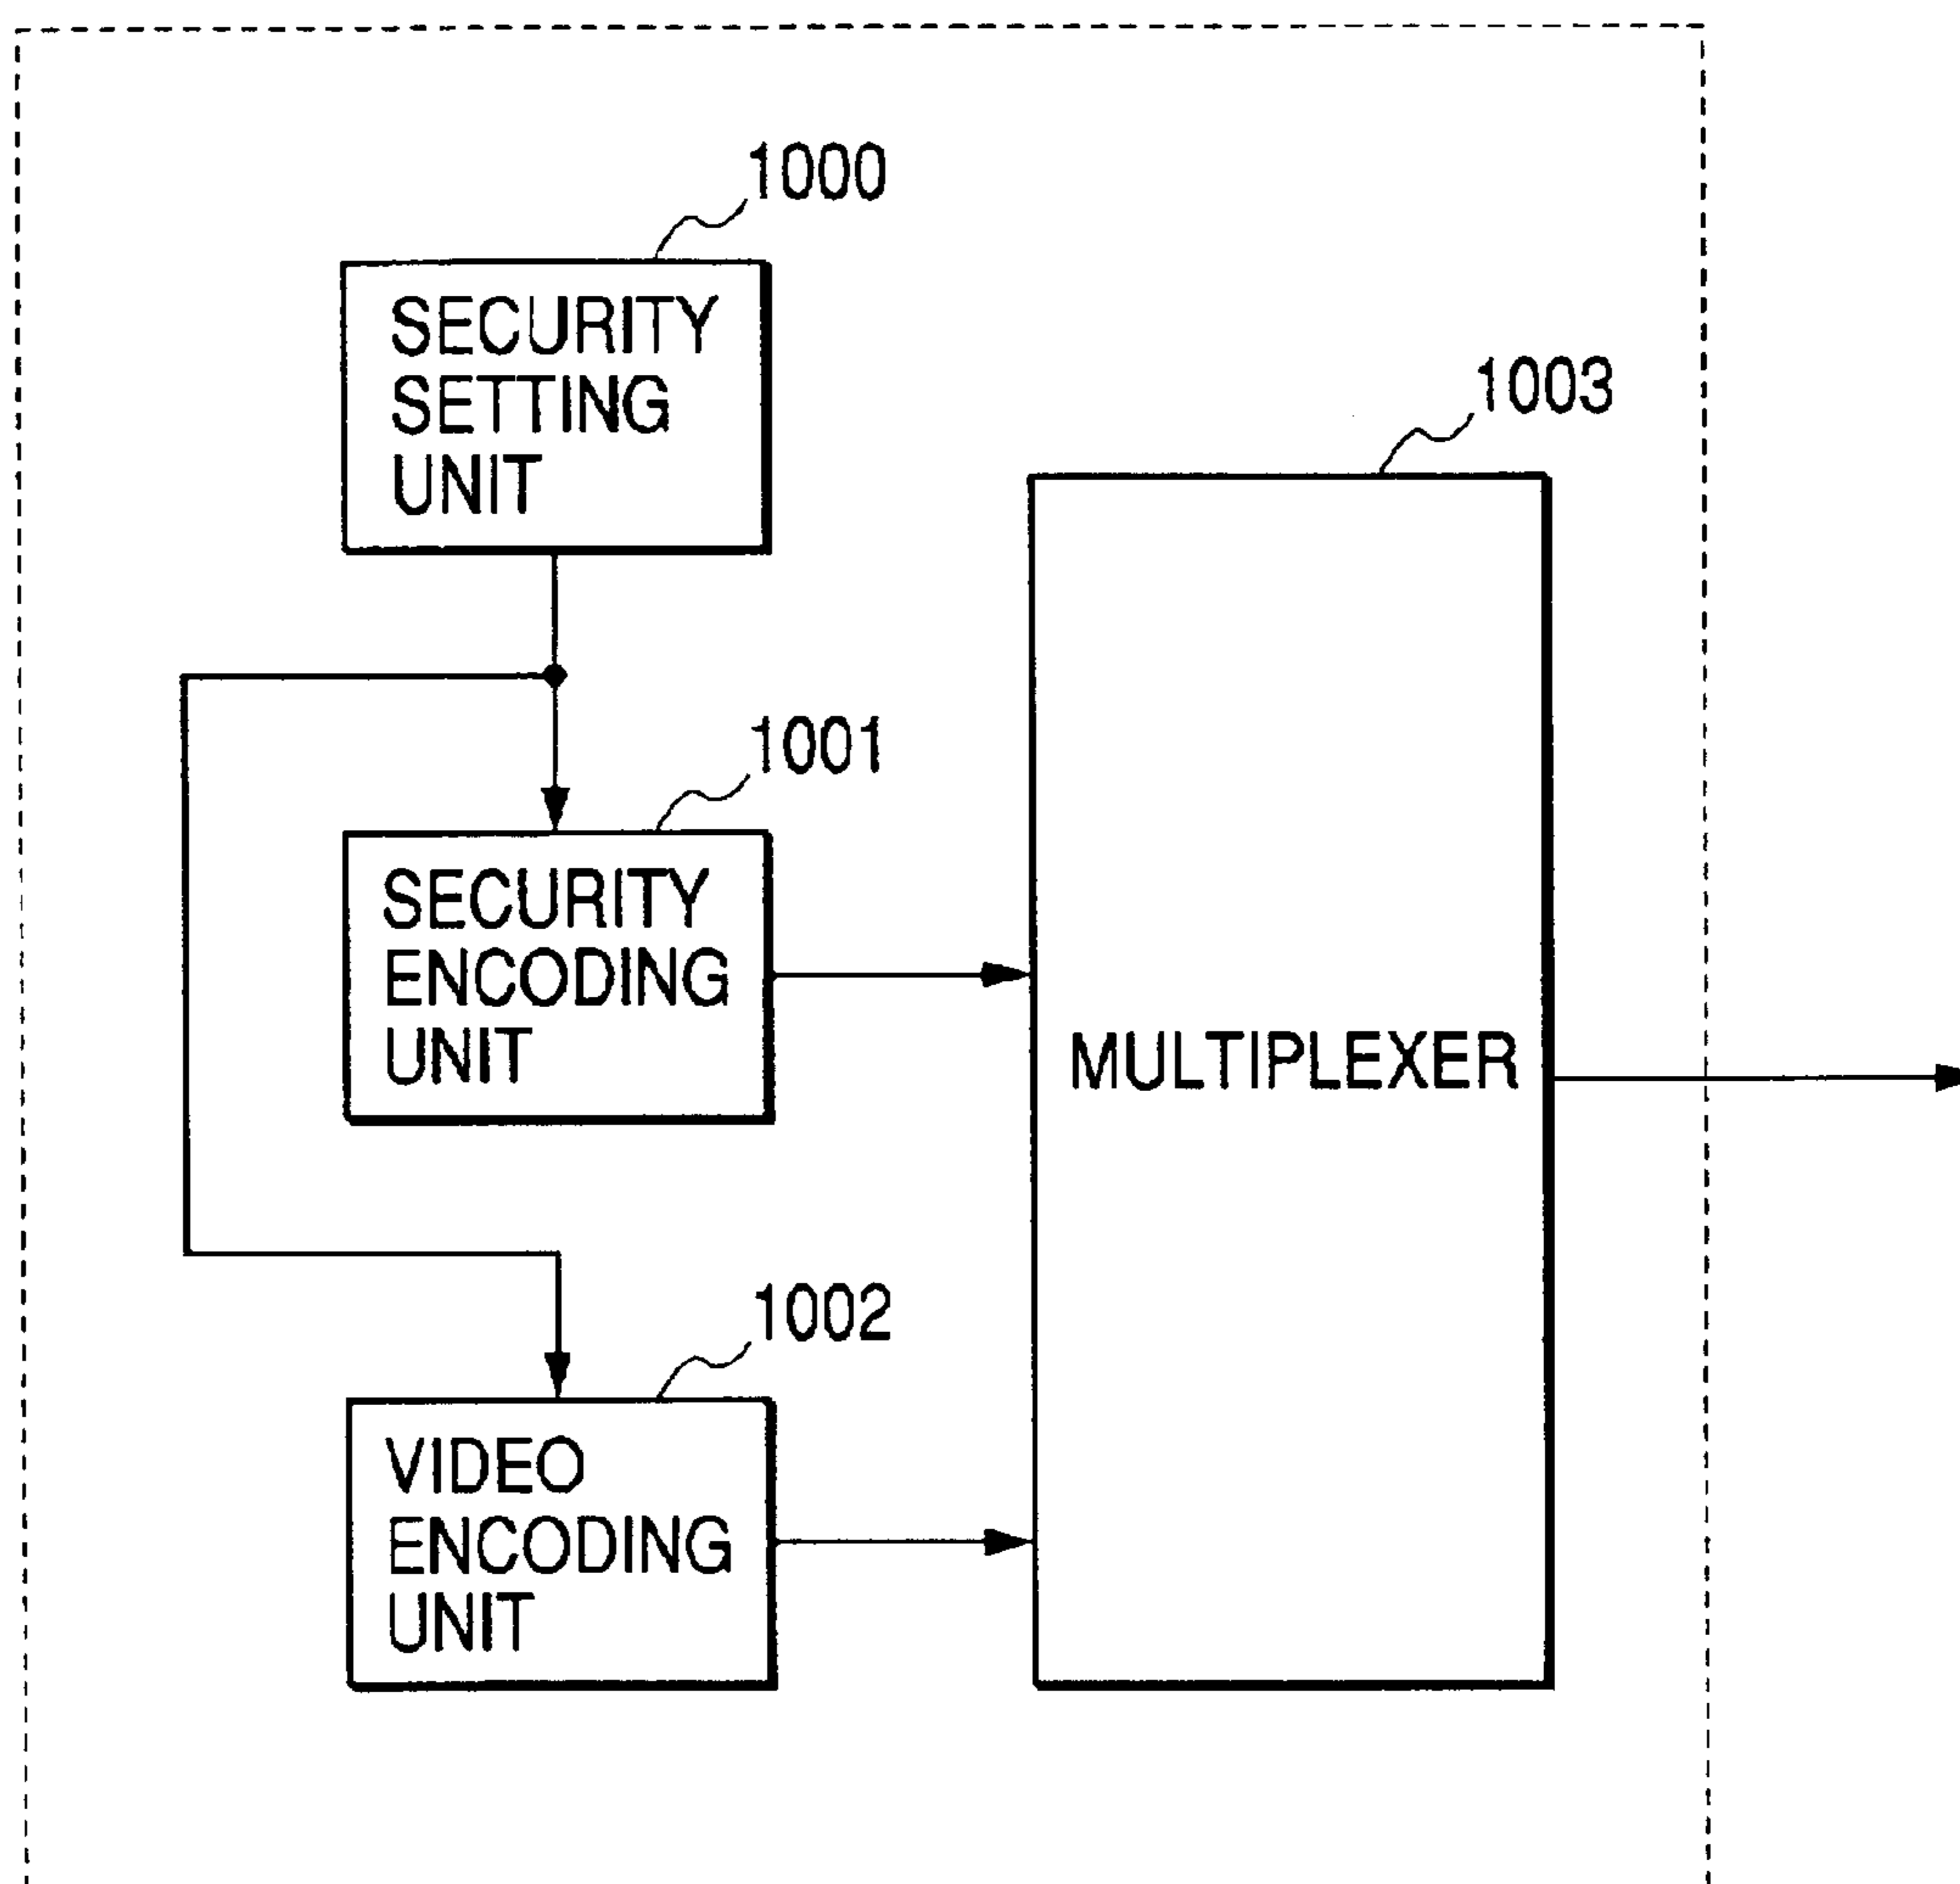 1000
SECURITY
SETTING
UNIT
1003
1001
SECURITY
ENCODING
UNIT
MULTIPLEXER
1002
VIDEO
ENCODING
UNIT